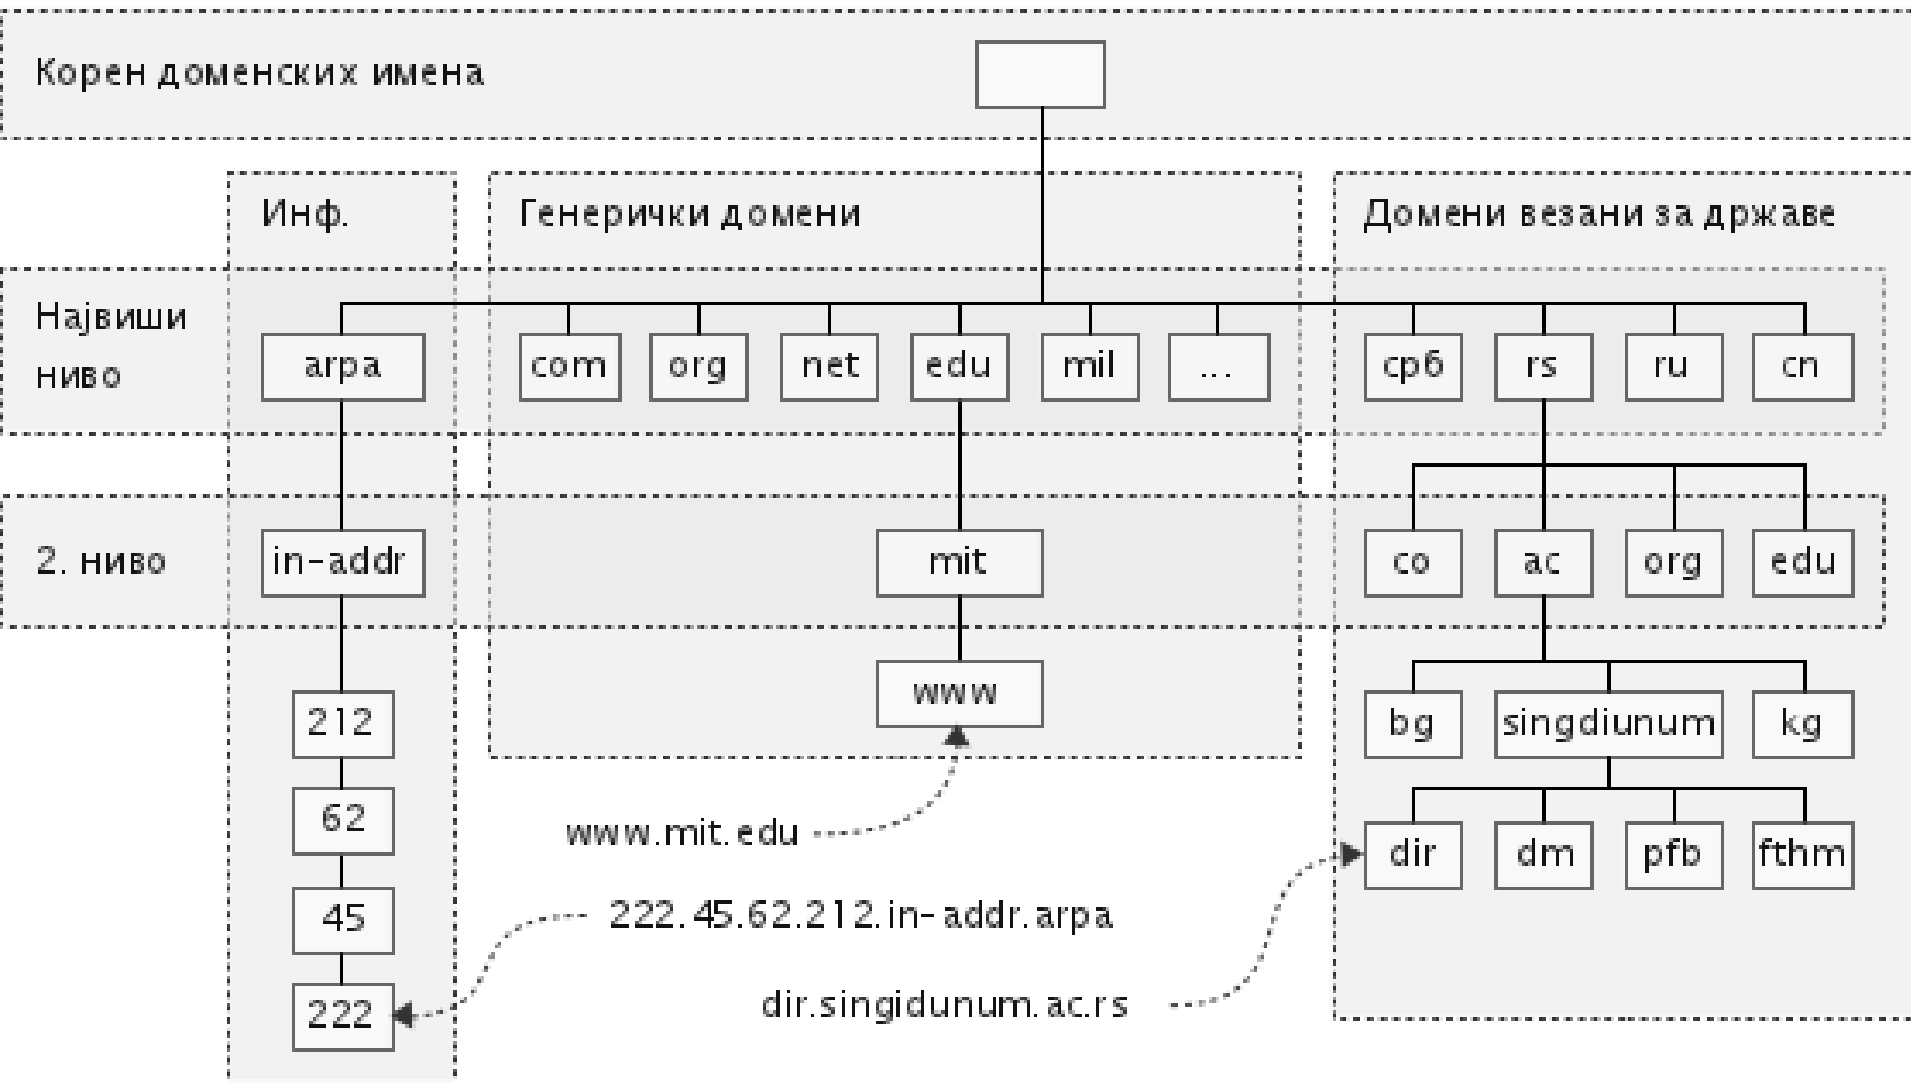 Корен доменских имена
Инф.
Генерички домени
Домени везани за државе
Највиши
ниво
arpa
com
org
net
edu
mil
...
срб
rs
ru
cn
2. ниво
in-addr
mit
co
ac
org
edu
www
212
bg
singdiunum
kg
62
www.mit.edu
dir
dm
pfb
fthm
45
222.45.62.212.in-addr.arpa
222
dir.singidunum.ac.rs